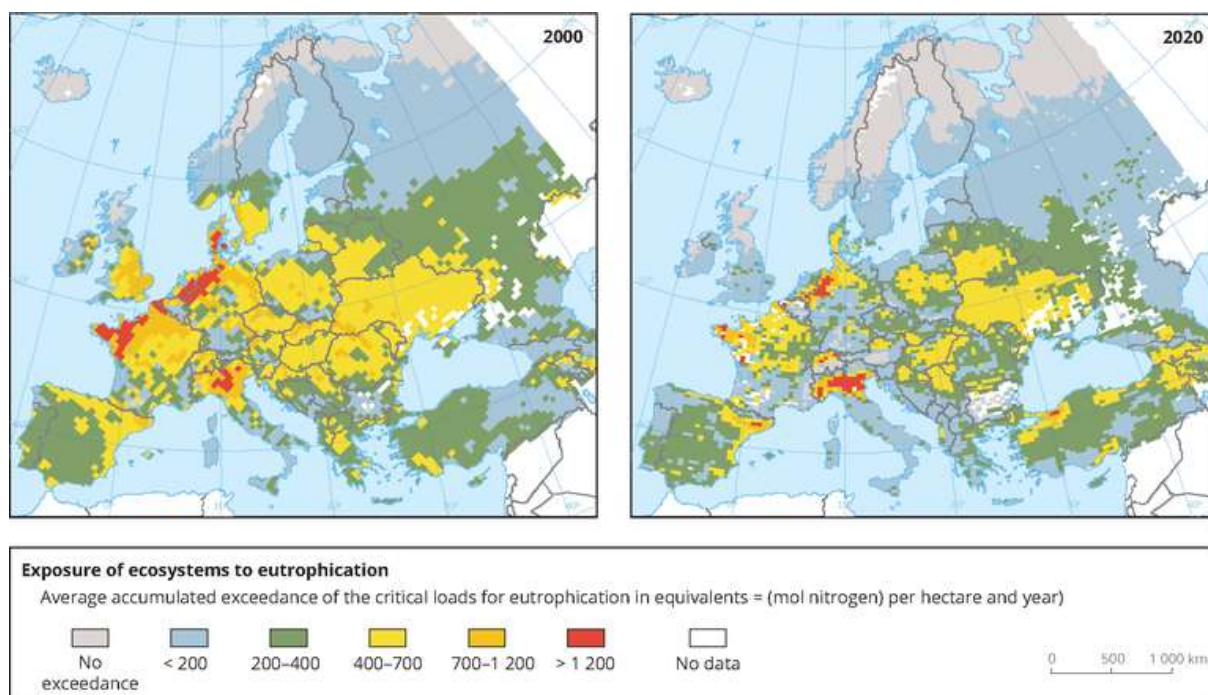 2000
2020
Exposure of ecosystems to eutrophication
Average accumulated exceedance of the critical loads for eutrophication in equivalents = (mol nitrogen) per hectare and year)
No exceedance
< 200
200–400
400–700
700–1 200
> 1 200
No data
0 500 1 000 km